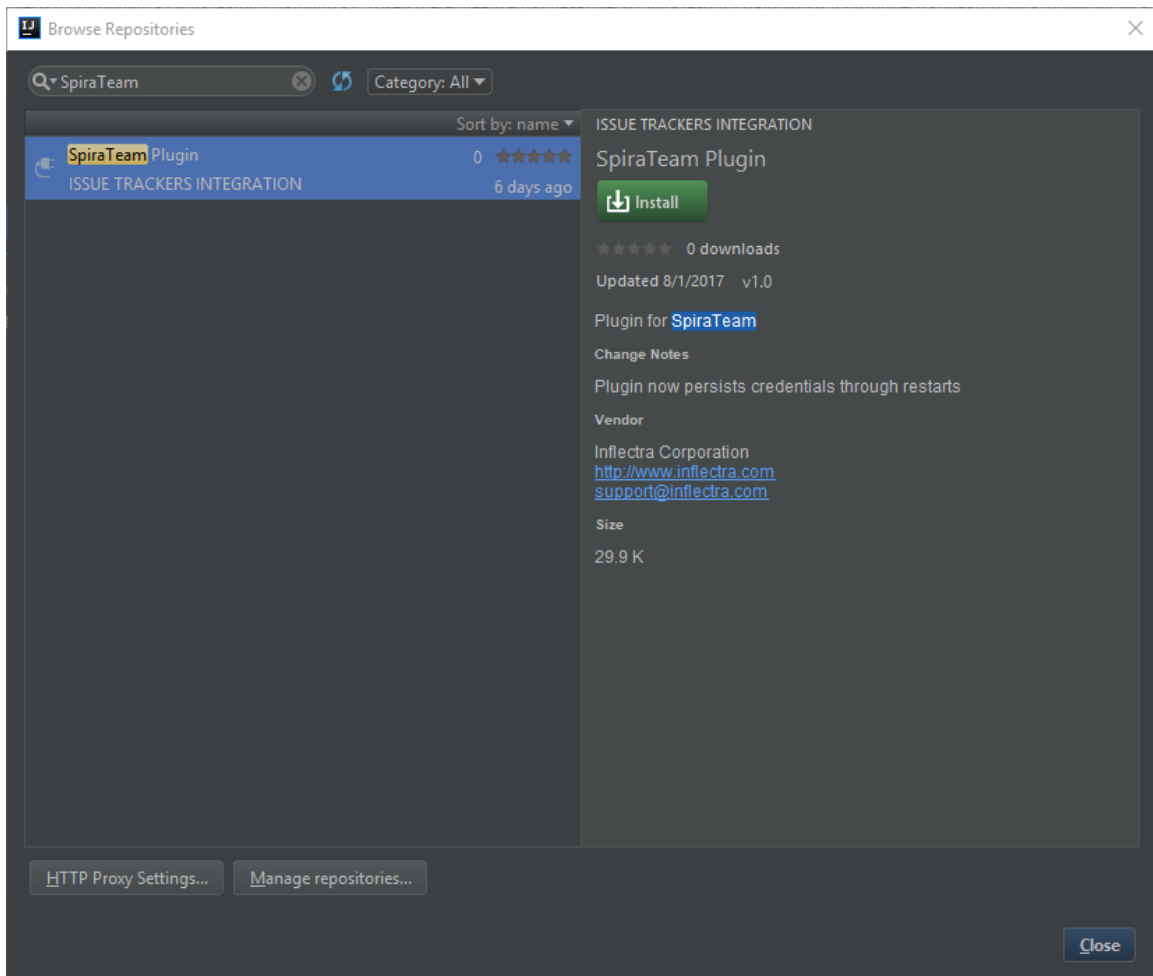 Browse Repositories
SpiraTeam
Category: All
Sort by: name
SpiraTeam Plugin
0
ISSUE TRACKERS INTEGRATION
6 days ago
ISSUE TRACKERS INTEGRATION
SpiraTeam Plugin
Install
0 downloads
Updated 8/1/2017 v1.0
Plugin for SpiraTeam
Change Notes
Plugin now persists credentials through restarts
Vendor
Inflectra Corporation
http://www.inflectra.com
support@inflectra.com
Size
29.9 K
HTTP Proxy Settings...
Manage repositories...
Close